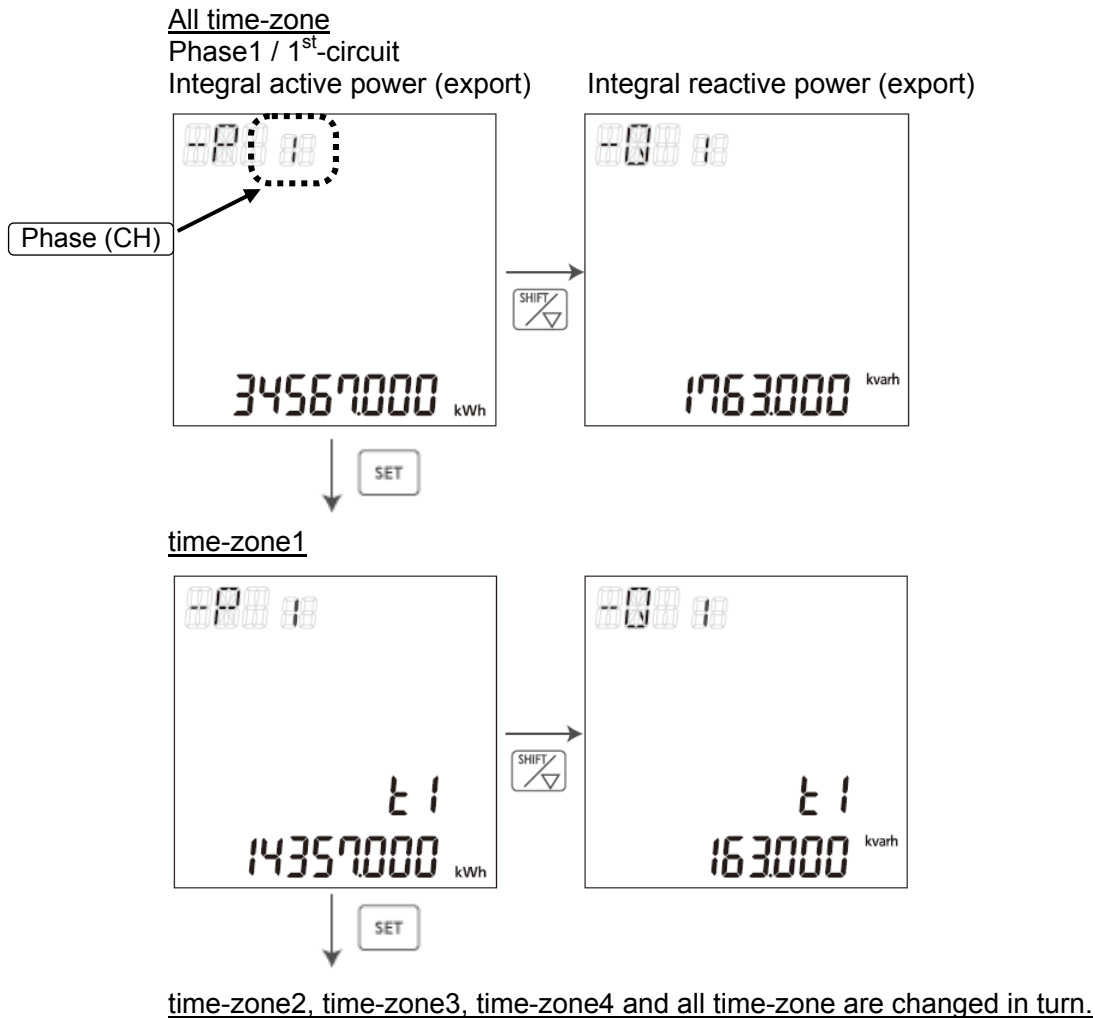 All time-zone
Phase1 / 1st-circuit
Integral active power (export) Integral reactive power (export)
-P 1
-Q 1
Phase (CH)
SHIFT/▽
34567.000 kWh
1763.000 kvarh
SET
time-zone1
-P 1
-Q 1
SHIFT/▽
t1
t1
14357.000 kWh
163.000 kvarh
SET
time-zone2, time-zone3, time-zone4 and all time-zone are changed in turn.